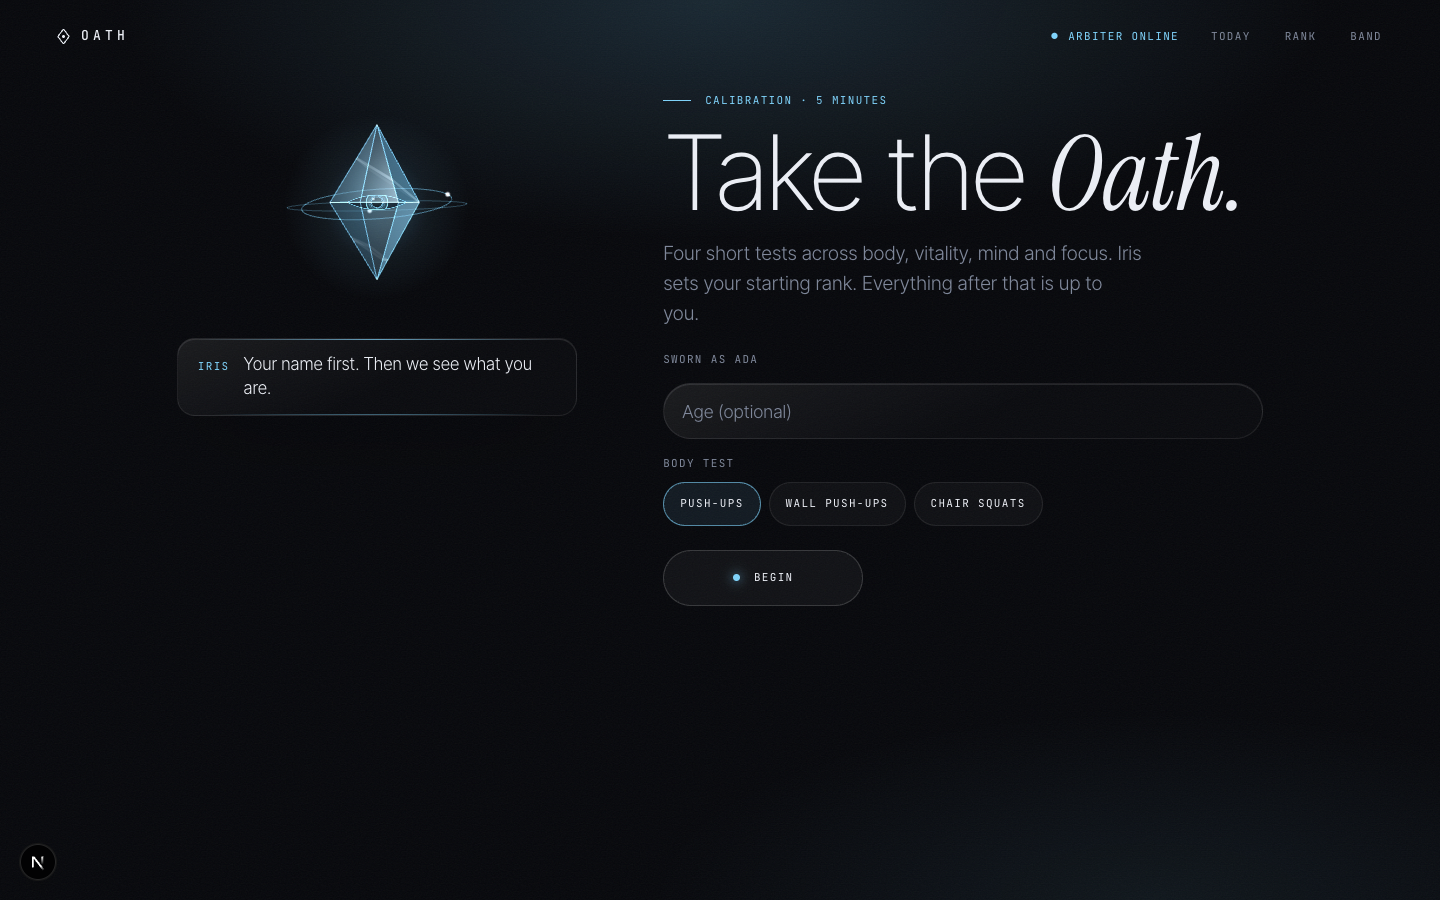 OATH
ARBITER ONLINE
TODAY
RANK
BAND
CALIBRATION · 5 MINUTES
Take the Oath.
Four short tests across body, vitality, mind and focus. Iris
sets your starting rank. Everything after that is up to
you.
IRIS
Your name first. Then we see what you
are.
SWORN AS ADA
Age (optional)
BODY TEST
PUSH-UPS
WALL PUSH-UPS
CHAIR SQUATS
BEGIN
N